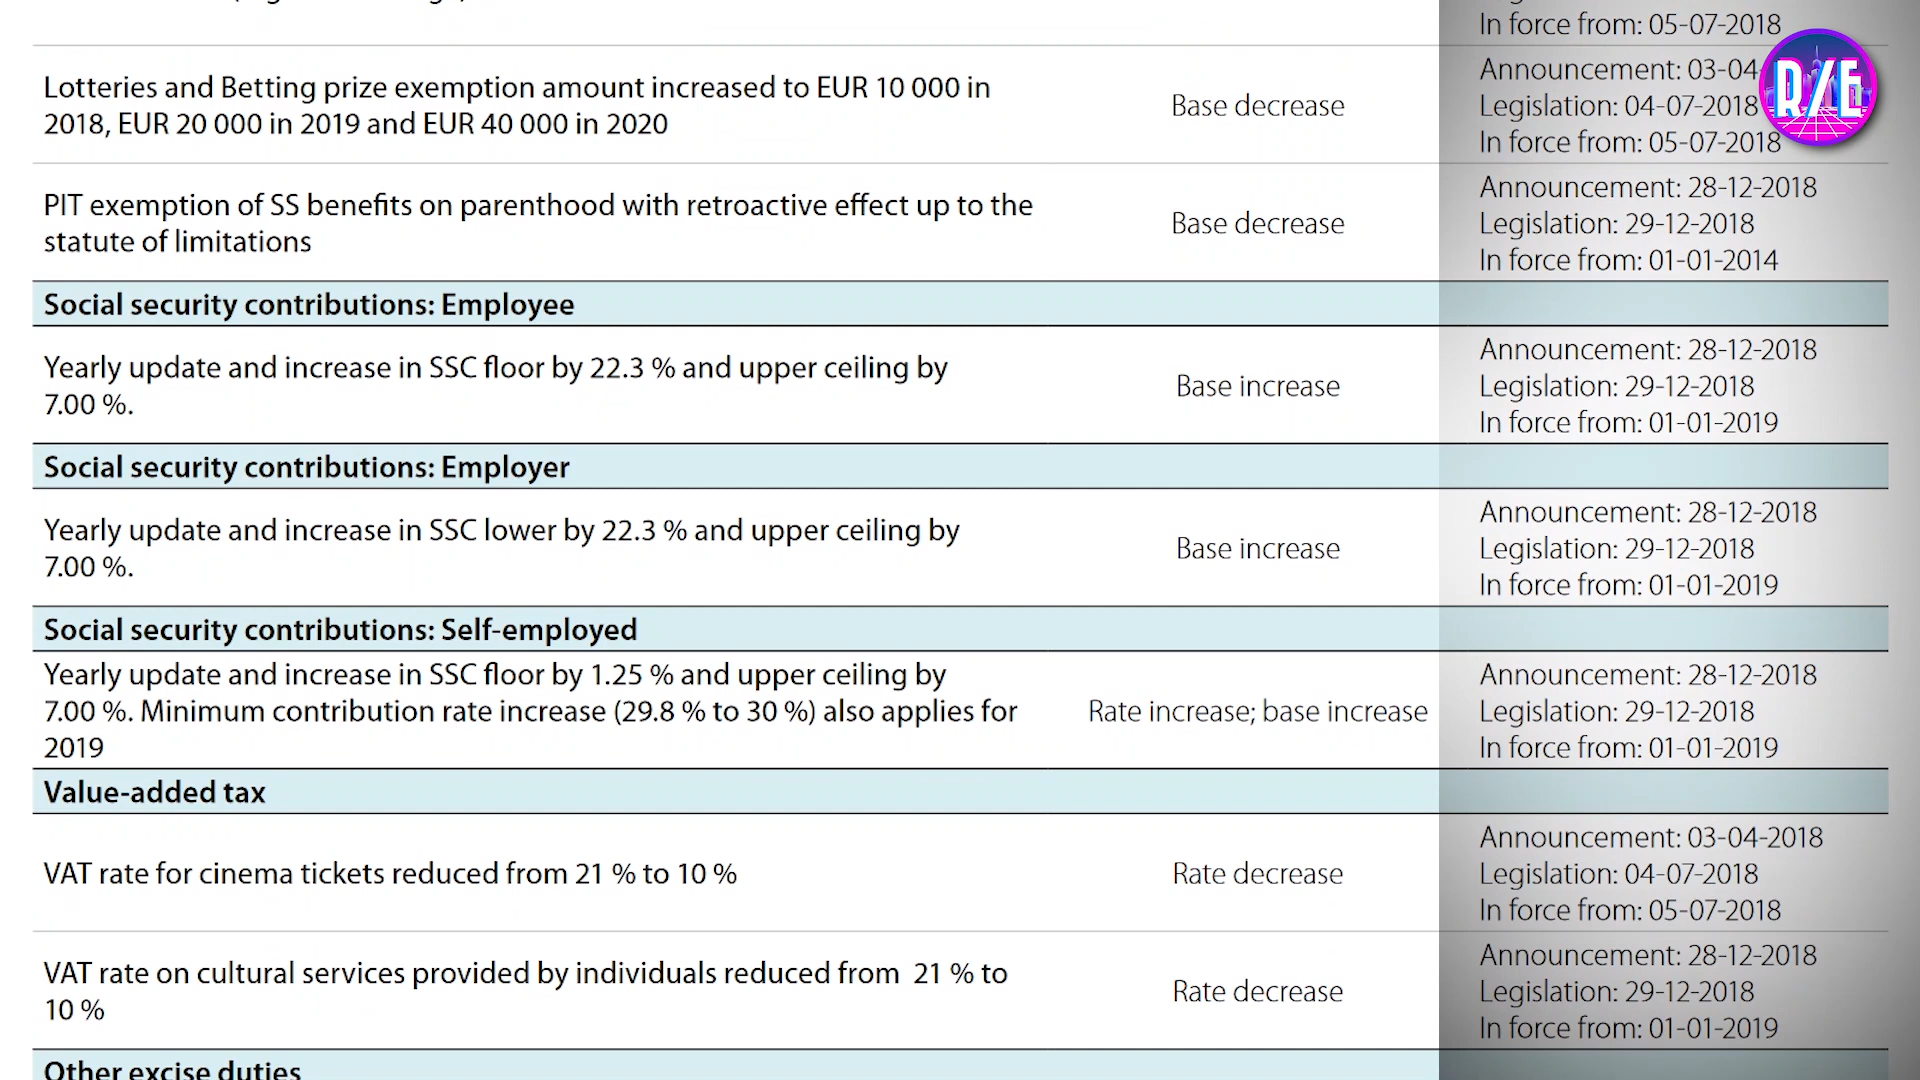 In force from: 05-07-2018
Lotteries and Betting prize exemption amount increased to EUR 10 000 in
2018, EUR 20 000 in 2019 and EUR 40 000 in 2020
Base decrease
Announcement: 03-04-
Legislation: 04-07-2018
In force from: 05-07-2018
R/E
PIT exemption of SS benefits on parenthood with retroactive effect up to the
statute of limitations
Base decrease
Announcement: 28-12-2018
Legislation: 29-12-2018
In force from: 01-01-2014
Social security contributions: Employee
Yearly update and increase in SSC floor by 22.3 % and upper ceiling by
7.00 %.
Base increase
Announcement: 28-12-2018
Legislation: 29-12-2018
In force from: 01-01-2019
Social security contributions: Employer
Yearly update and increase in SSC lower by 22.3 % and upper ceiling by
7.00 %.
Base increase
Announcement: 28-12-2018
Legislation: 29-12-2018
In force from: 01-01-2019
Social security contributions: Self-employed
Yearly update and increase in SSC floor by 1.25 % and upper ceiling by
7.00 %. Minimum contribution rate increase (29.8 % to 30 %) also applies for
2019
Rate increase; base increase
Announcement: 28-12-2018
Legislation: 29-12-2018
In force from: 01-01-2019
Value-added tax
VAT rate for cinema tickets reduced from 21 % to 10 %
Rate decrease
Announcement: 03-04-2018
Legislation: 04-07-2018
In force from: 05-07-2018
VAT rate on cultural services provided by individuals reduced from 21 % to
10 %
Rate decrease
Announcement: 28-12-2018
Legislation: 29-12-2018
In force from: 01-01-2019
Other excise duties